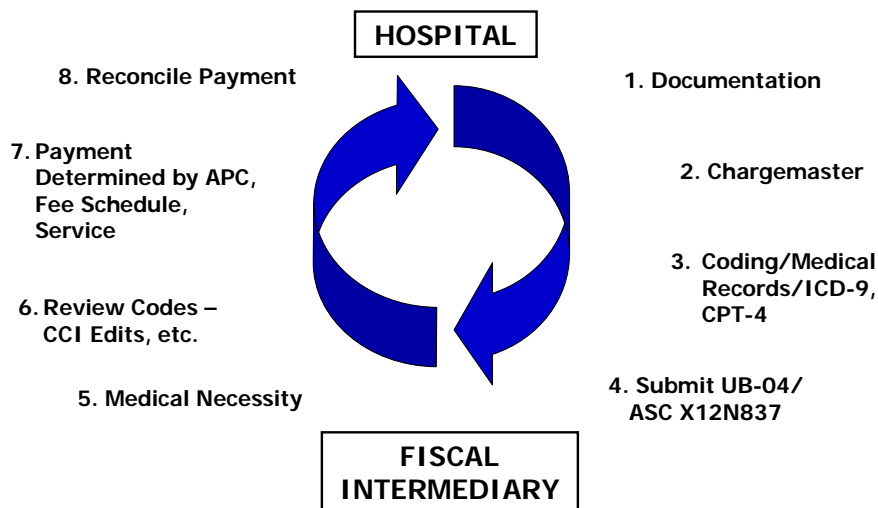 HOSPITAL
1. Documentation
2. Chargemaster
3. Coding/Medical
Records/ICD-9,
CPT-4
4. Submit UB-04/
ASC X12N837
FISCAL
INTERMEDIARY
5. Medical Necessity
6. Review Codes –
CCI Edits, etc.
7. Payment
Determined by APC,
Fee Schedule,
Service
8. Reconcile Payment